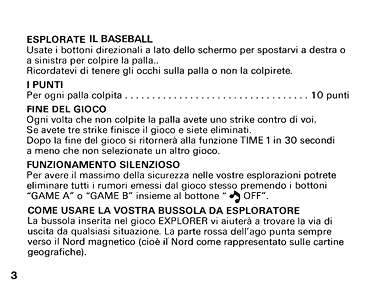 ESPLORATE IL BASEBALL
Usate i bottoni direzionali a lato dello schermo per spostarvi a destra o
a sinistra per colpire la palla..
Ricordatevi di tenere gli occhi sulla palla o non la colpirete.
I PUNTI
Per ogni palla colpita . . . . . . . . . . . . . . . . . . . . . . . . . . . . . . . . . . 10 punti
FINE DEL GIOCO
Ogni volta che non colpite la palla avete uno strike contro di voi.
Se avete tre strike finisce il gioco e siete eliminati.
Dopo la fine del gioco si ritornerà alla funzione TIME 1 in 30 secondi
a meno che non selezionate un altro gioco.
FUNZIONAMENTO SILENZIOSO
Per avere il massimo della sicurezza nelle vostre esplorazioni potrete
eliminare tutti i rumori emessi dal gioco stesso premendo i bottoni
“GAME A” o “GAME B” insieme al bottone “ OFF”.
COME USARE LA VOSTRA BUSSOLA DA ESPLORATORE
La bussola inserita nel gioco EXPLORER vi aiuterà a trovare la via di
uscita da qualsiasi situazione. La parte rossa dell'ago punta sempre
verso il Nord magnetico (cioè il Nord come rappresentato sulle cartine
geografiche).
3